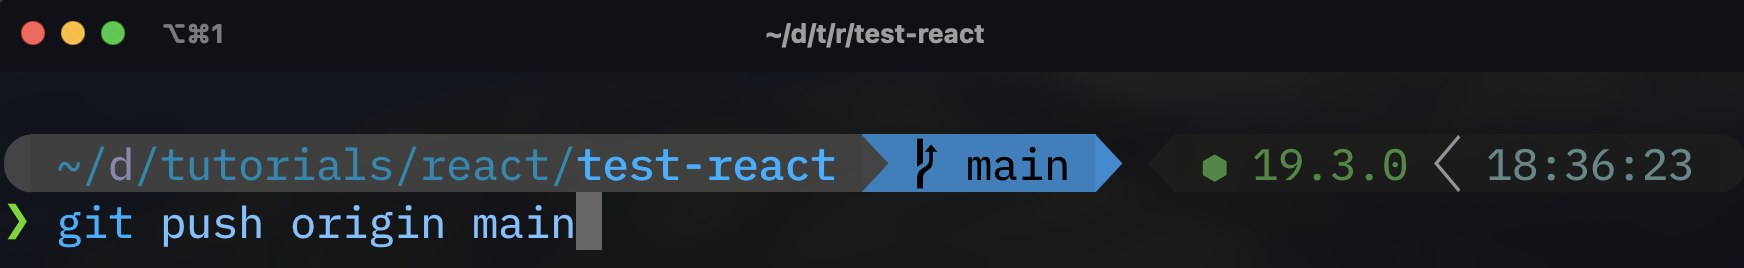 ⌥⌘1 ~/d/t/r/test-react
~/d/tutorials/react/test-react main 19.3.0 18:36:23
❯ git push origin main